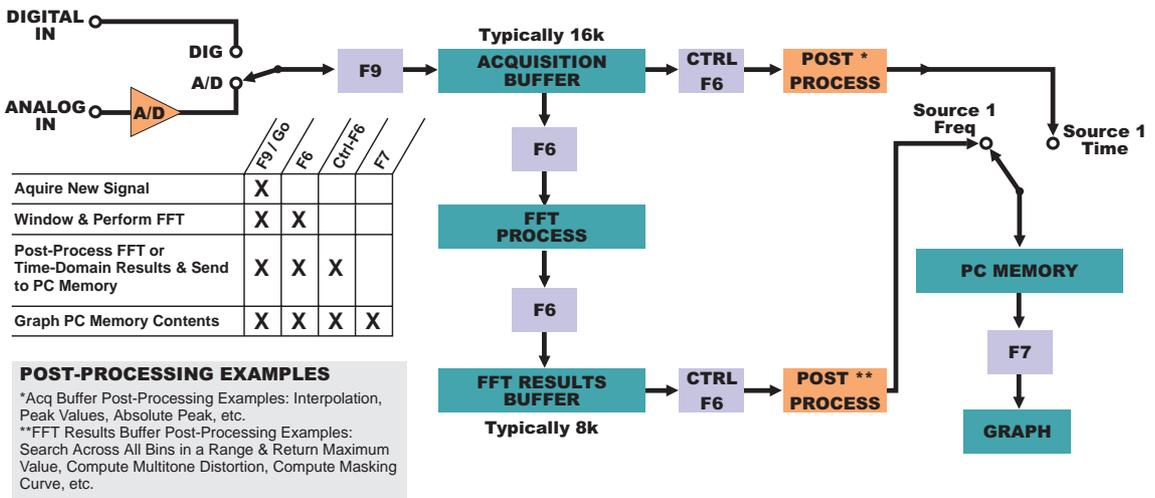 DIGITAL
IN
DIG
A/D
ANALOG
IN
A/D
F9
Typically 16k
ACQUISITION
BUFFER
CTRL
F6
POST *
PROCESS
Source 1
Freq
Source 1
Time
F6
FFT
PROCESS
F6
FFT RESULTS
BUFFER
Typically 8k
CTRL
F6
POST **
PROCESS
PC MEMORY
F7
GRAPH
F9 / Go
F6
Ctrl-F6
F7
Aquire New Signal X
Window & Perform FFT X X
Post-Process FFT or
Time-Domain Results & Send X X X
to PC Memory
Graph PC Memory Contents X X X X
POST-PROCESSING EXAMPLES
*Acq Buffer Post-Processing Examples: Interpolation,
Peak Values, Absolute Peak, etc.
**FFT Results Buffer Post-Processing Examples:
Search Across All Bins in a Range & Return Maximum
Value, Compute Multitone Distortion, Compute Masking
Curve, etc.